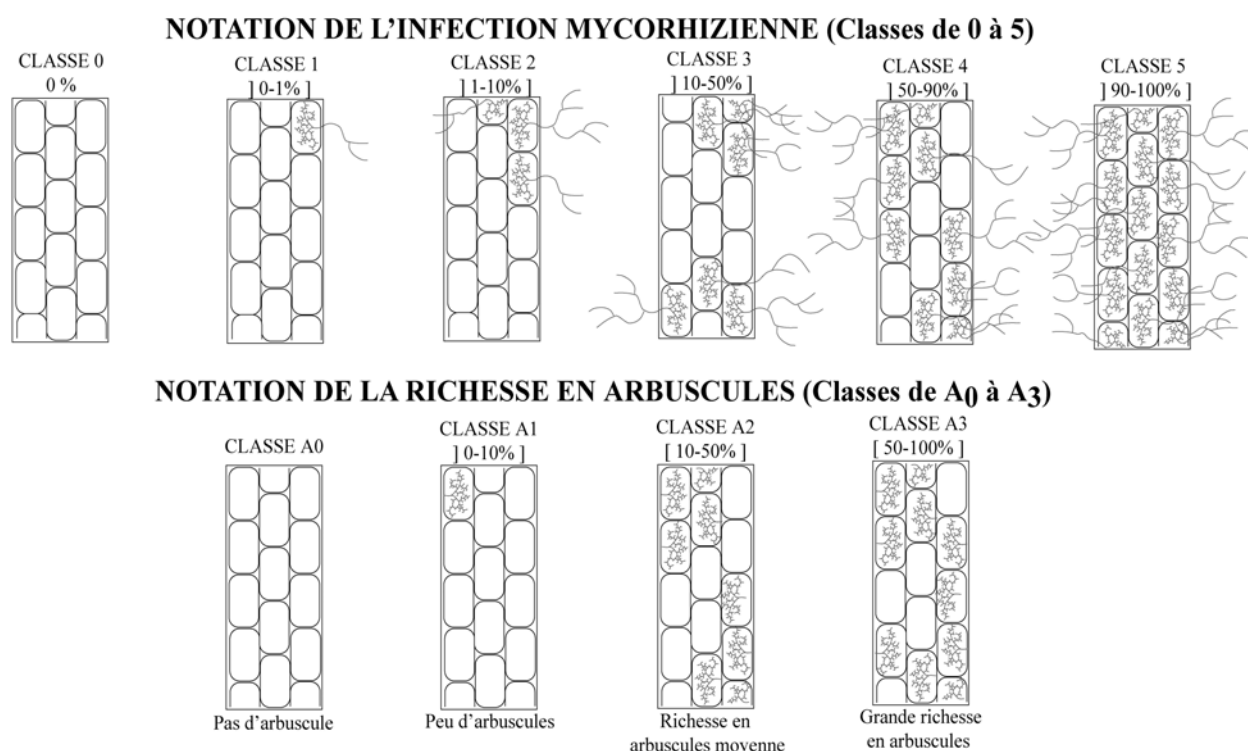 NOTATION DE L'INFECTION MYCORHIZIENNE (Classes de 0 à 5)
CLASSE 0
0 %
CLASSE 1
] 0-1% ]
CLASSE 2
] 1-10% ]
CLASSE 3
] 10-50% ]
CLASSE 4
] 50-90% ]
CLASSE 5
] 90-100% ]
NOTATION DE LA RICHESSE EN ARBUSCULES (Classes de A0 à A3)
CLASSE A0
Pas d'arbuscule
CLASSE A1
] 0-10% ]
Peu d'arbuscules
CLASSE A2
[ 10-50% ]
Richesse en
arbuscules moyenne
CLASSE A3
[ 50-100% ]
Grande richesse
en arbuscules